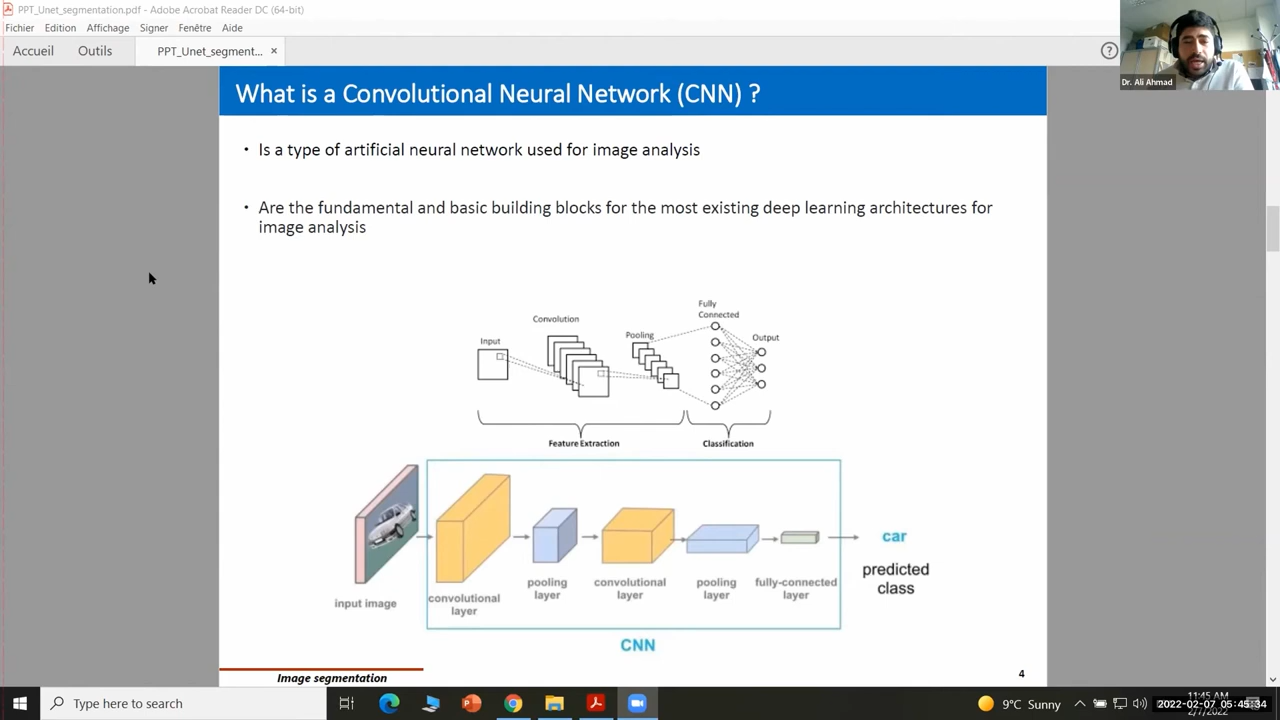 PPT_Unet_segmentation.pdf - Adobe Acrobat Reader DC (64-bit)
Fichier Edition Affichage Signer Fenêtre Aide
Accueil Outils PPT_Unet_segment... ×
Dr. Ali Ahmad
What is a Convolutional Neural Network (CNN) ?
• Is a type of artificial neural network used for image analysis
• Are the fundamental and basic building blocks for the most existing deep learning architectures for
image analysis
Input
Convolution
Pooling
Fully
Connected
Output
Feature Extraction
Classification
input image
convolutional
layer
pooling
layer
convolutional
layer
pooling
layer
fully-connected
layer
car
predicted
class
CNN
Image segmentation
4
Type here to search
9°C Sunny
11:45 AM
2022-02-07 05:45:34
2/7/2022